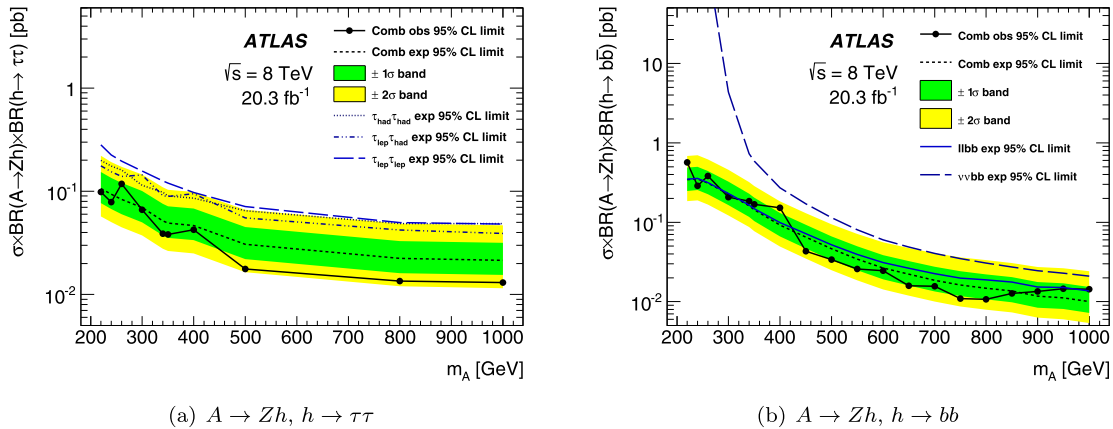 σ×BR(A→Zh)×BR(h→ ττ) [pb]
ATLAS
√s = 8 TeV
20.3 fb⁻¹
Comb obs 95% CL limit
Comb exp 95% CL limit
± 1σ band
± 2σ band
τhadτhad exp 95% CL limit
τlepτhad exp 95% CL limit
τlepτlep exp 95% CL limit
1
10⁻¹
10⁻²
200 300 400 500 600 700 800 900 1000
mA [GeV]
(a) A → Zh, h → ττ
σ×BR(A→Zh)×BR(h→ bb̅) [pb]
ATLAS
√s = 8 TeV
20.3 fb⁻¹
Comb obs 95% CL limit
Comb exp 95% CL limit
± 1σ band
± 2σ band
llbb exp 95% CL limit
ννbb exp 95% CL limit
10
1
10⁻¹
10⁻²
200 300 400 500 600 700 800 900 1000
mA [GeV]
(b) A → Zh, h → bb